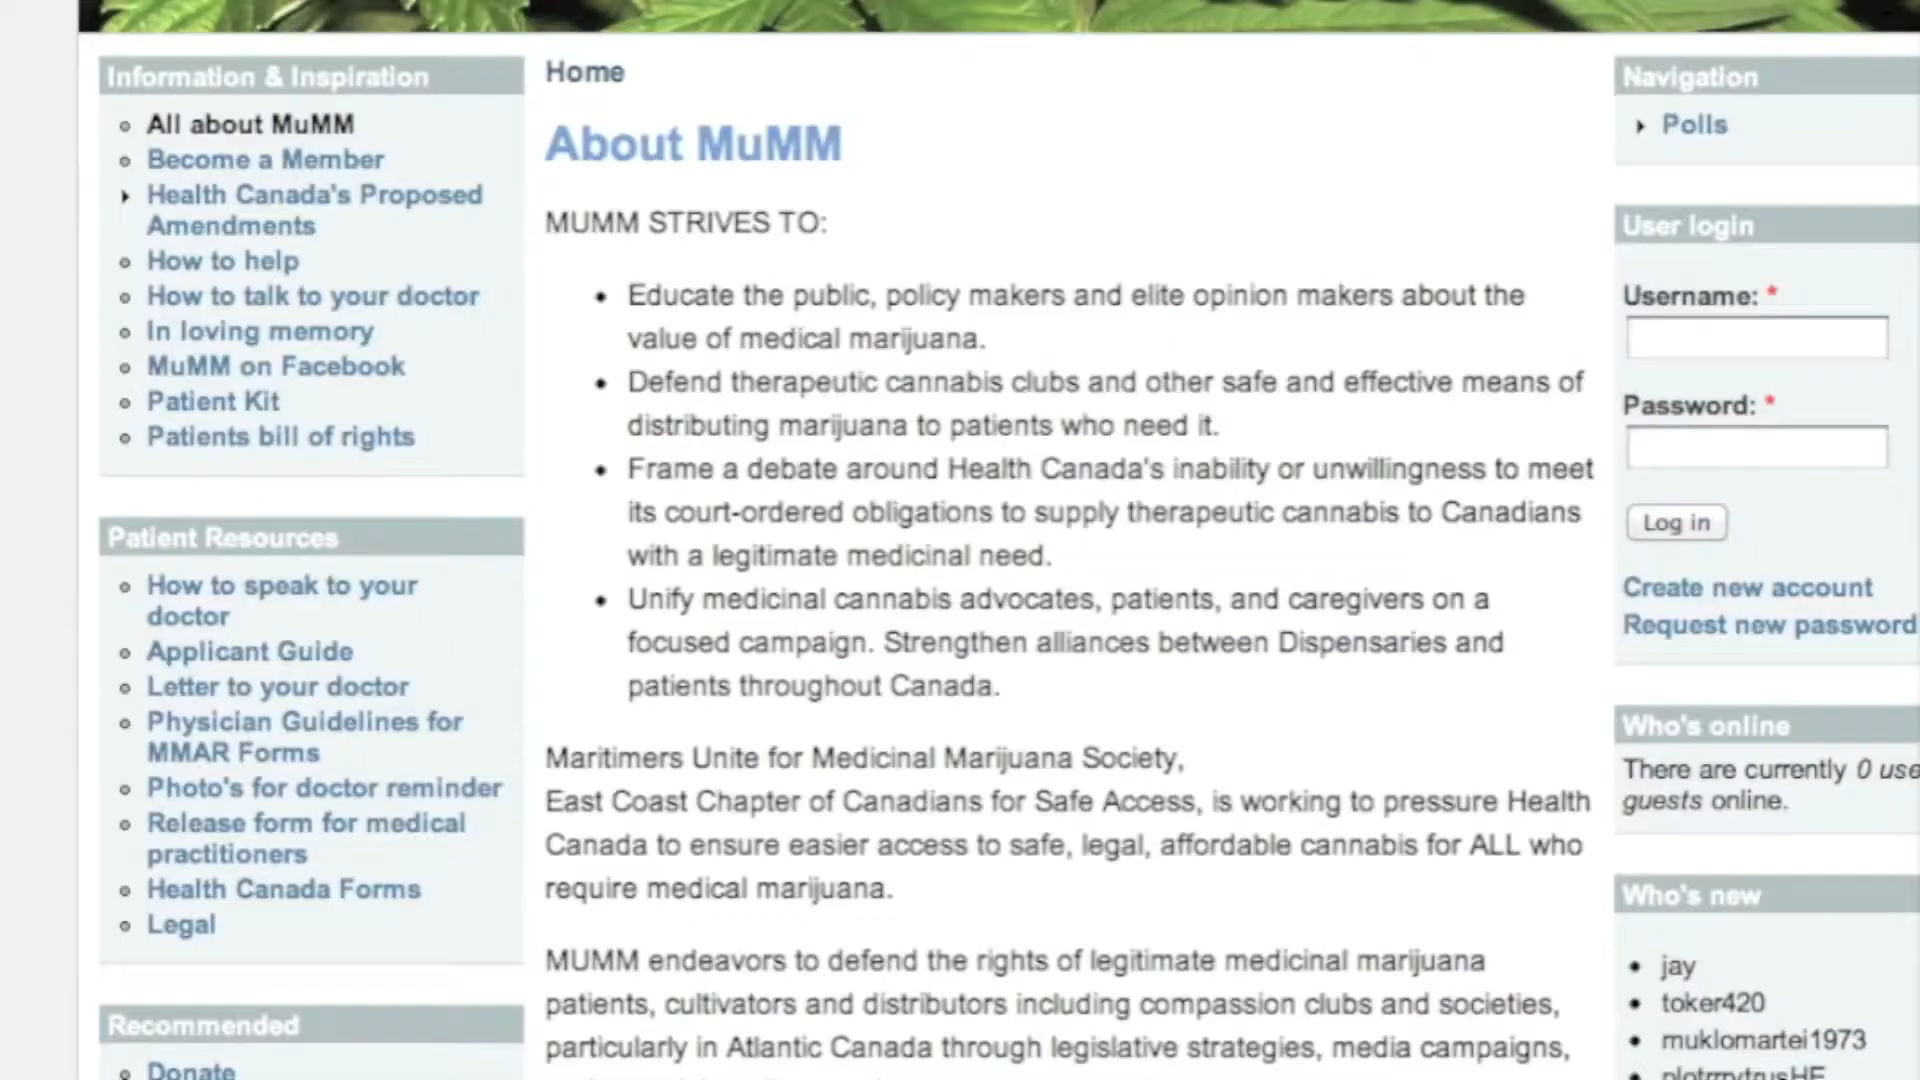 Information & Inspiration
All about MuMM
Become a Member
Health Canada's Proposed
Amendments
How to help
How to talk to your doctor
In loving memory
MuMM on Facebook
Patient Kit
Patients bill of rights
Patient Resources
How to speak to your
doctor
Applicant Guide
Letter to your doctor
Physician Guidelines for
MMAR Forms
Photo's for doctor reminder
Release form for medical
practitioners
Health Canada Forms
Legal
Recommended
Donate
Home
About MuMM
MUMM STRIVES TO:
Educate the public, policy makers and elite opinion makers about the
value of medical marijuana.
Defend therapeutic cannabis clubs and other safe and effective means of
distributing marijuana to patients who need it.
Frame a debate around Health Canada's inability or unwillingness to meet
its court-ordered obligations to supply therapeutic cannabis to Canadians
with a legitimate medicinal need.
Unify medicinal cannabis advocates, patients, and caregivers on a
focused campaign. Strengthen alliances between Dispensaries and
patients throughout Canada.
Maritimers Unite for Medicinal Marijuana Society,
East Coast Chapter of Canadians for Safe Access, is working to pressure Health
Canada to ensure easier access to safe, legal, affordable cannabis for ALL who
require medical marijuana.
MUMM endeavors to defend the rights of legitimate medicinal marijuana
patients, cultivators and distributors including compassion clubs and societies,
particularly in Atlantic Canada through legislative strategies, media campaigns,
Navigation
Polls
User login
Username: *
Password: *
Log in
Create new account
Request new password
Who's online
There are currently 0 use
guests online.
Who's new
jay
toker420
muklomartei1973